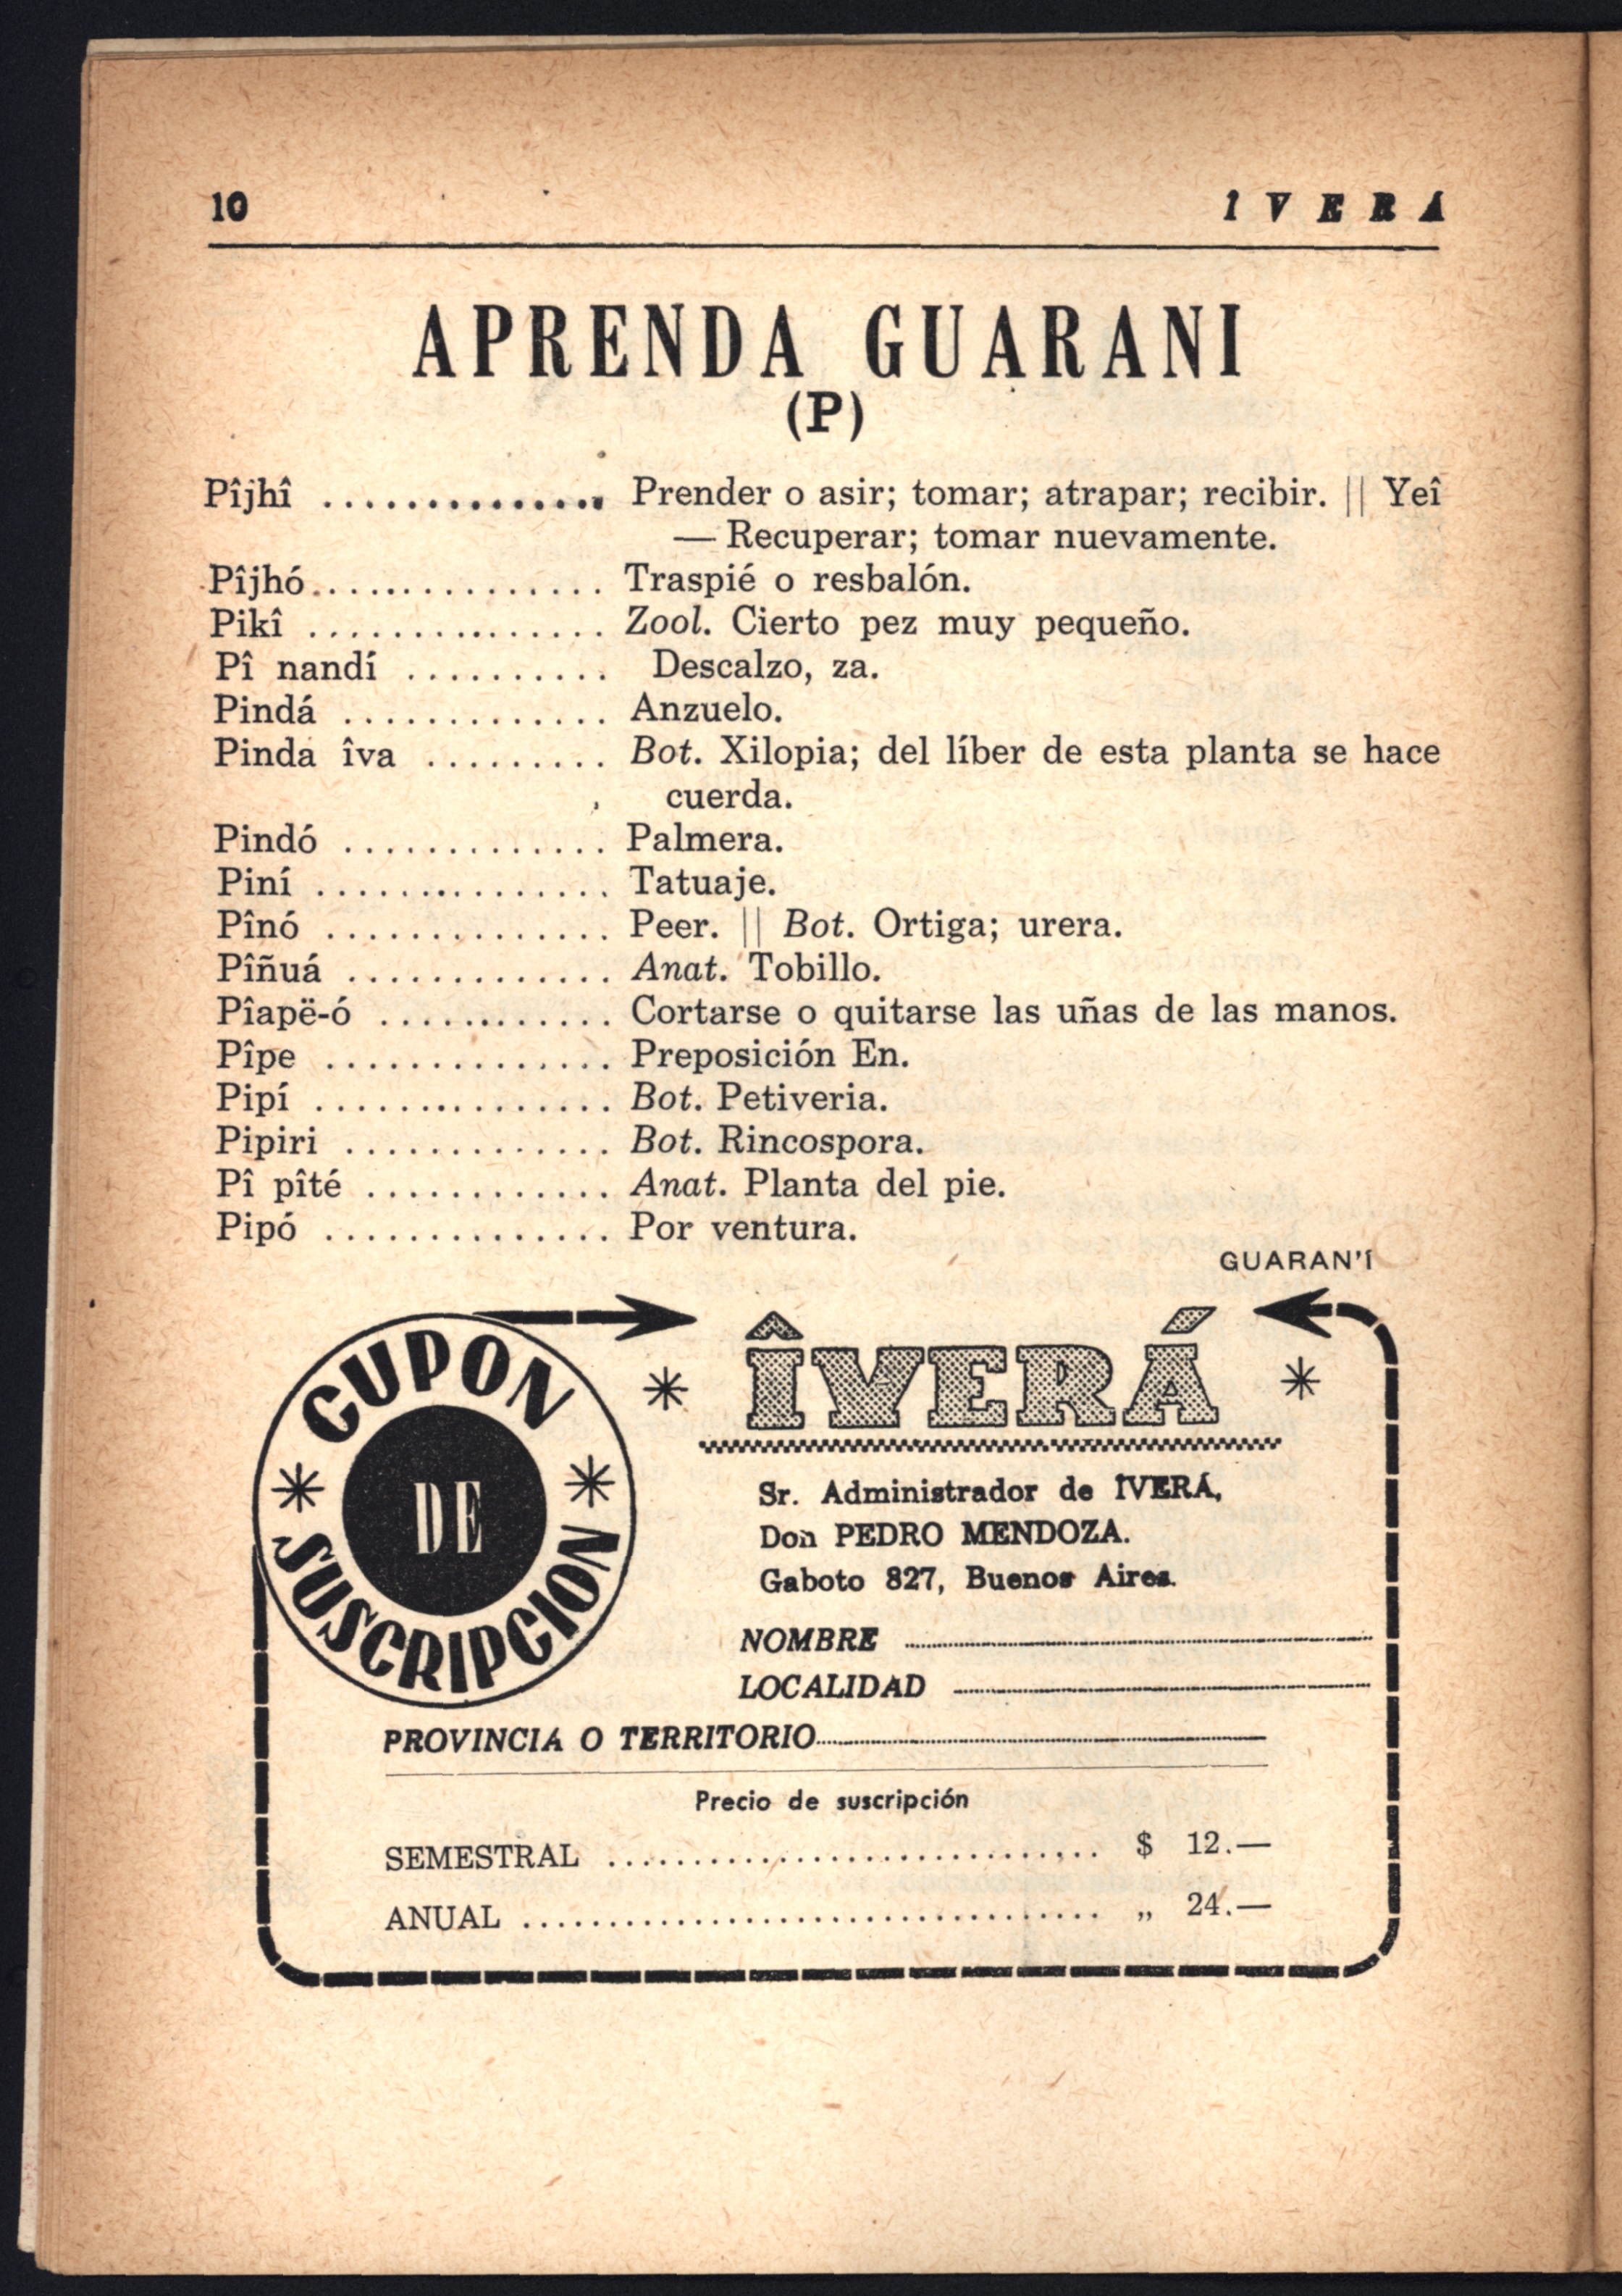 10 ÎVERÁ
APRENDA GUARANI
(P)
Pîjhî .............. Prender o asir; tomar; atrapar; recibir. || Yeî
— Recuperar; tomar nuevamente.
Pîjhó .............. Traspié o resbalón.
Pikî .............. Zool. Cierto pez muy pequeño.
Pî nandí .......... Descalzo, za.
Pindá ............. Anzuelo.
Pinda îva ......... Bot. Xilopia; del líber de esta planta se hace
cuerda.
Pindó ............. Palmera.
Piní .............. Tatuaje.
Pînó .............. Peer. || Bot. Ortiga; urera.
Pîñuá ............. Anat. Tobillo.
Pîapë-ó ........... Cortarse o quitarse las uñas de las manos.
Pîpe .............. Preposición En.
Pipí .............. Bot. Petiveria.
Pipiri ............. Bot. Rincospora.
Pî pîté ............ Anat. Planta del pie.
Pipó .............. Por ventura.
GUARAN'Í
CUPON
DE
SUSCRIPCION
* ÎVERÁ *
Sr. Administrador de ÎVERÁ,
Don PEDRO MENDOZA.
Gaboto 827, Buenos Aires.
NOMBRE
LOCALIDAD
PROVINCIA O TERRITORIO
Precio de suscripción
SEMESTRAL ............................. $ 12.—
ANUAL .................................. „ 24.—